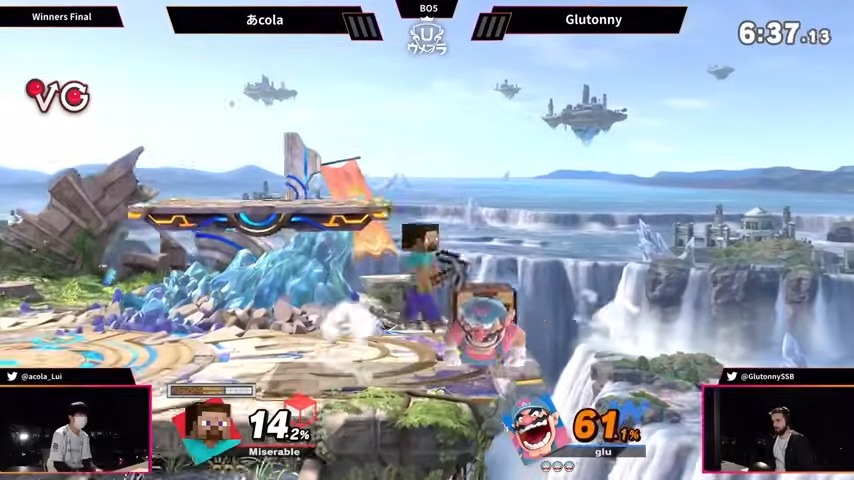 Winners Final
あcola
BO5
Glutonny
ウメブラ
6:37.13
VG
@acola_Lui
@GlutonnySSB
14.2%
Miserable
61.1%
glu